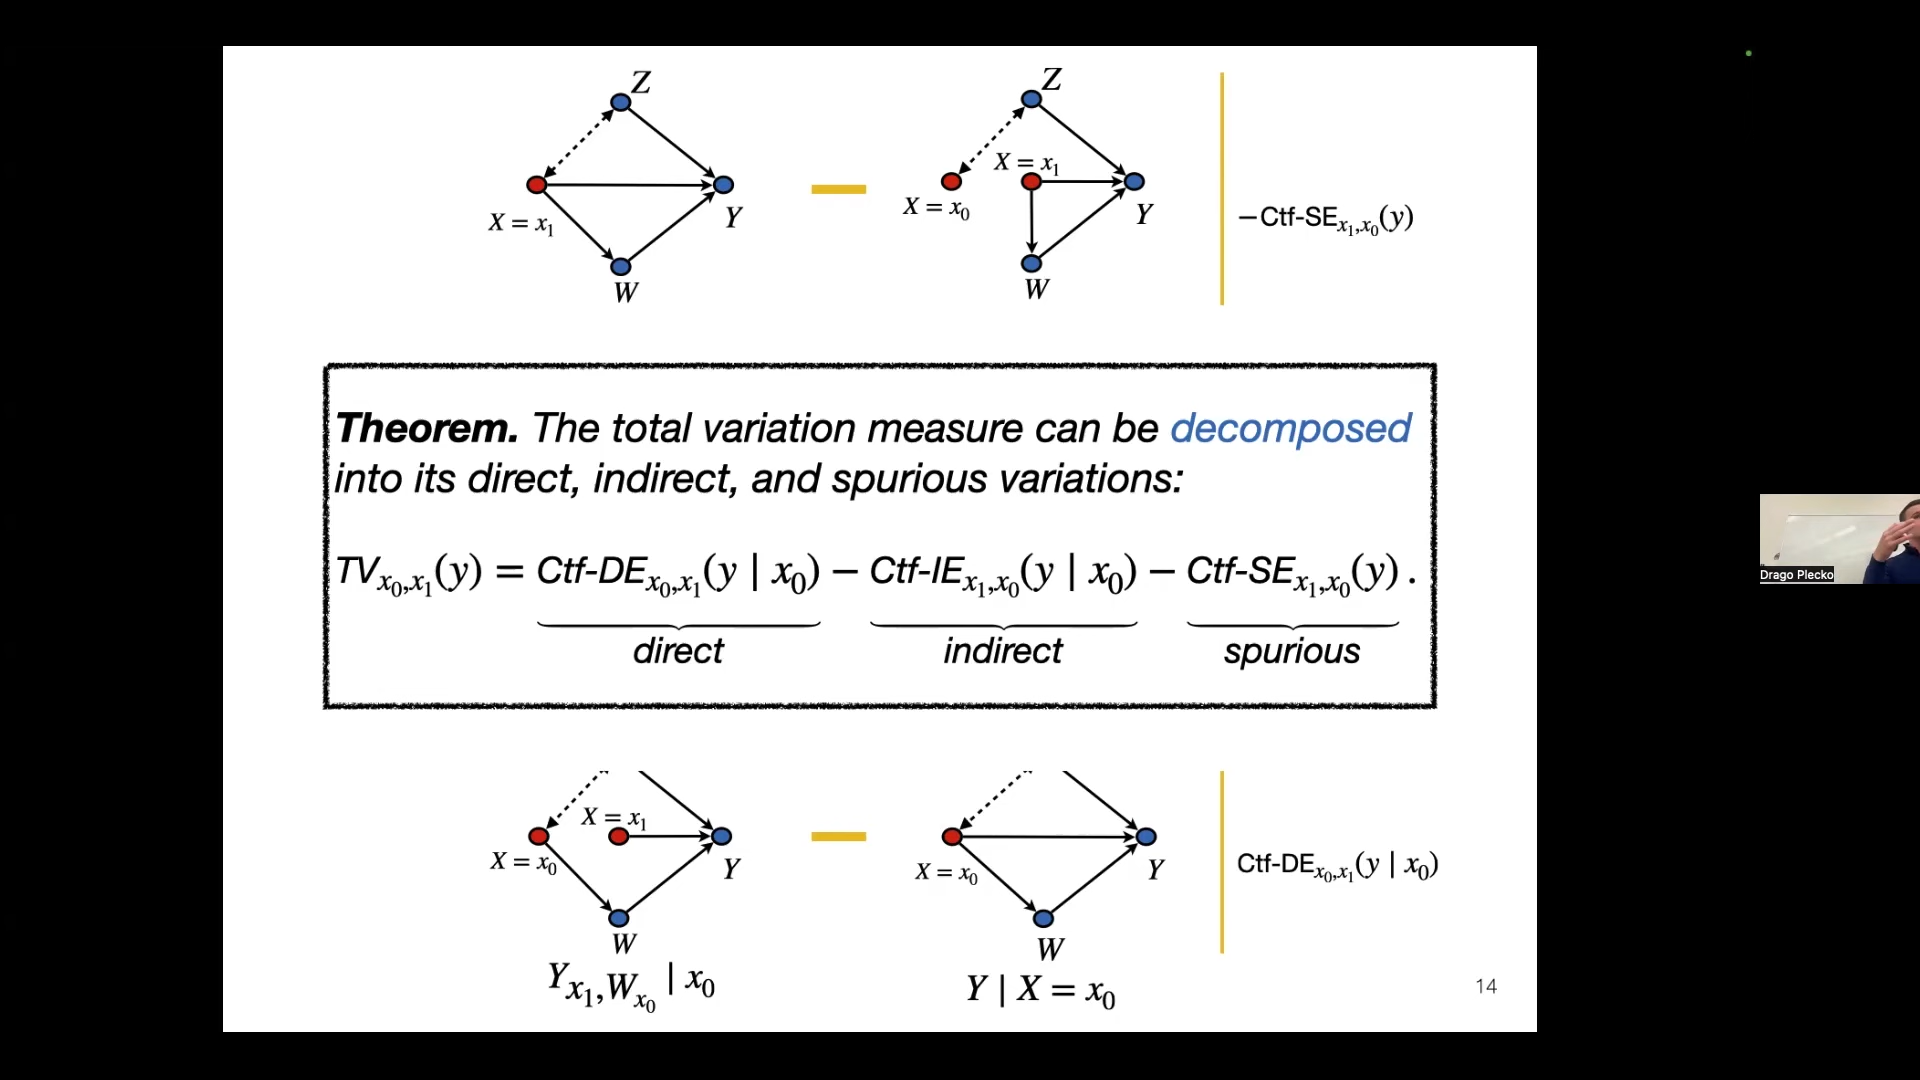 Z
X = x₁
Y
W
Z
X = x₁
X = x₀
Y
W
−Ctf-SE_{x₁,x₀}(y)
Theorem. The total variation measure can be decomposed
into its direct, indirect, and spurious variations:
TV_{x₀,x₁}(y) = Ctf-DE_{x₀,x₁}(y | x₀) − Ctf-IE_{x₁,x₀}(y | x₀) − Ctf-SE_{x₁,x₀}(y) .
direct indirect spurious
X = x₁
X = x₀
Y
W
Y_{x₁,W_{x₀}} | x₀
X = x₀
Y
W
Y | X = x₀
Ctf-DE_{x₀,x₁}(y | x₀)
14
Drago Plecko